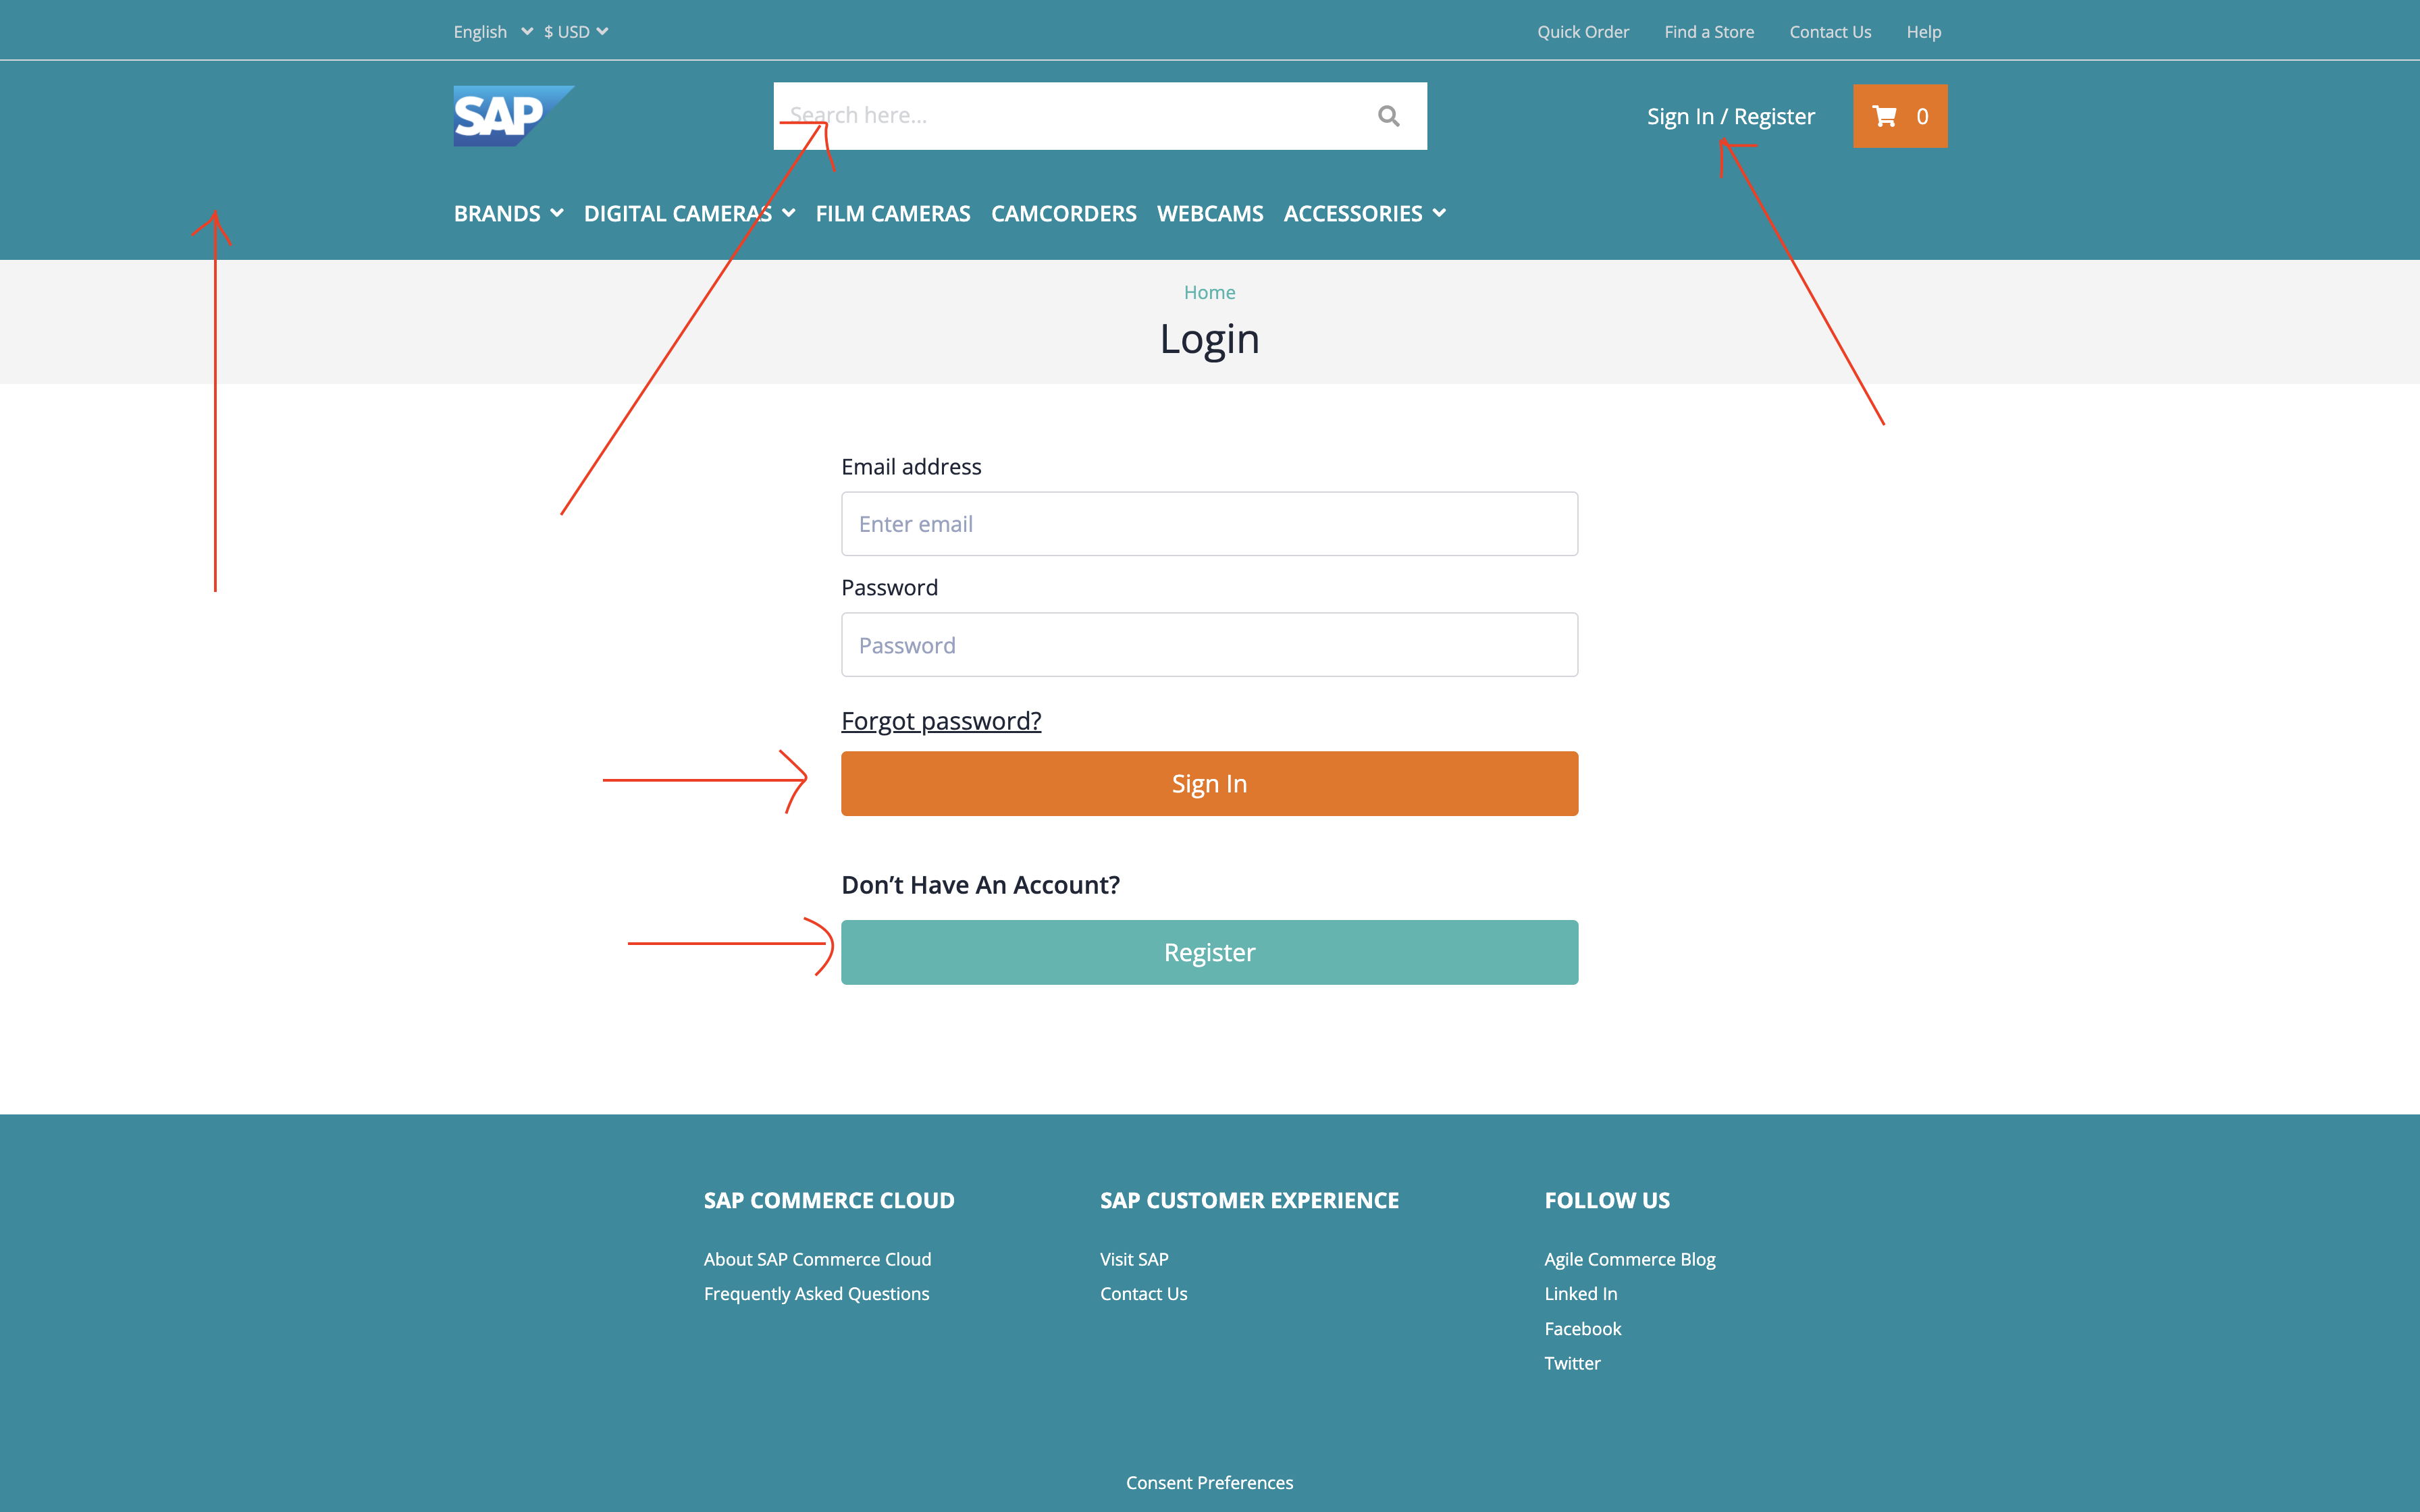 English $ USD Quick Order Find a Store Contact Us Help
SAP Search here... Sign In / Register 0
BRANDS DIGITAL CAMERAS FILM CAMERAS CAMCORDERS WEBCAMS ACCESSORIES
Home
Login
Email address
Enter email
Password
Password
Forgot password?
Sign In
Don’t Have An Account?
Register
SAP COMMERCE CLOUD
About SAP Commerce Cloud
Frequently Asked Questions
SAP CUSTOMER EXPERIENCE
Visit SAP
Contact Us
FOLLOW US
Agile Commerce Blog
Linked In
Facebook
Twitter
Consent Preferences